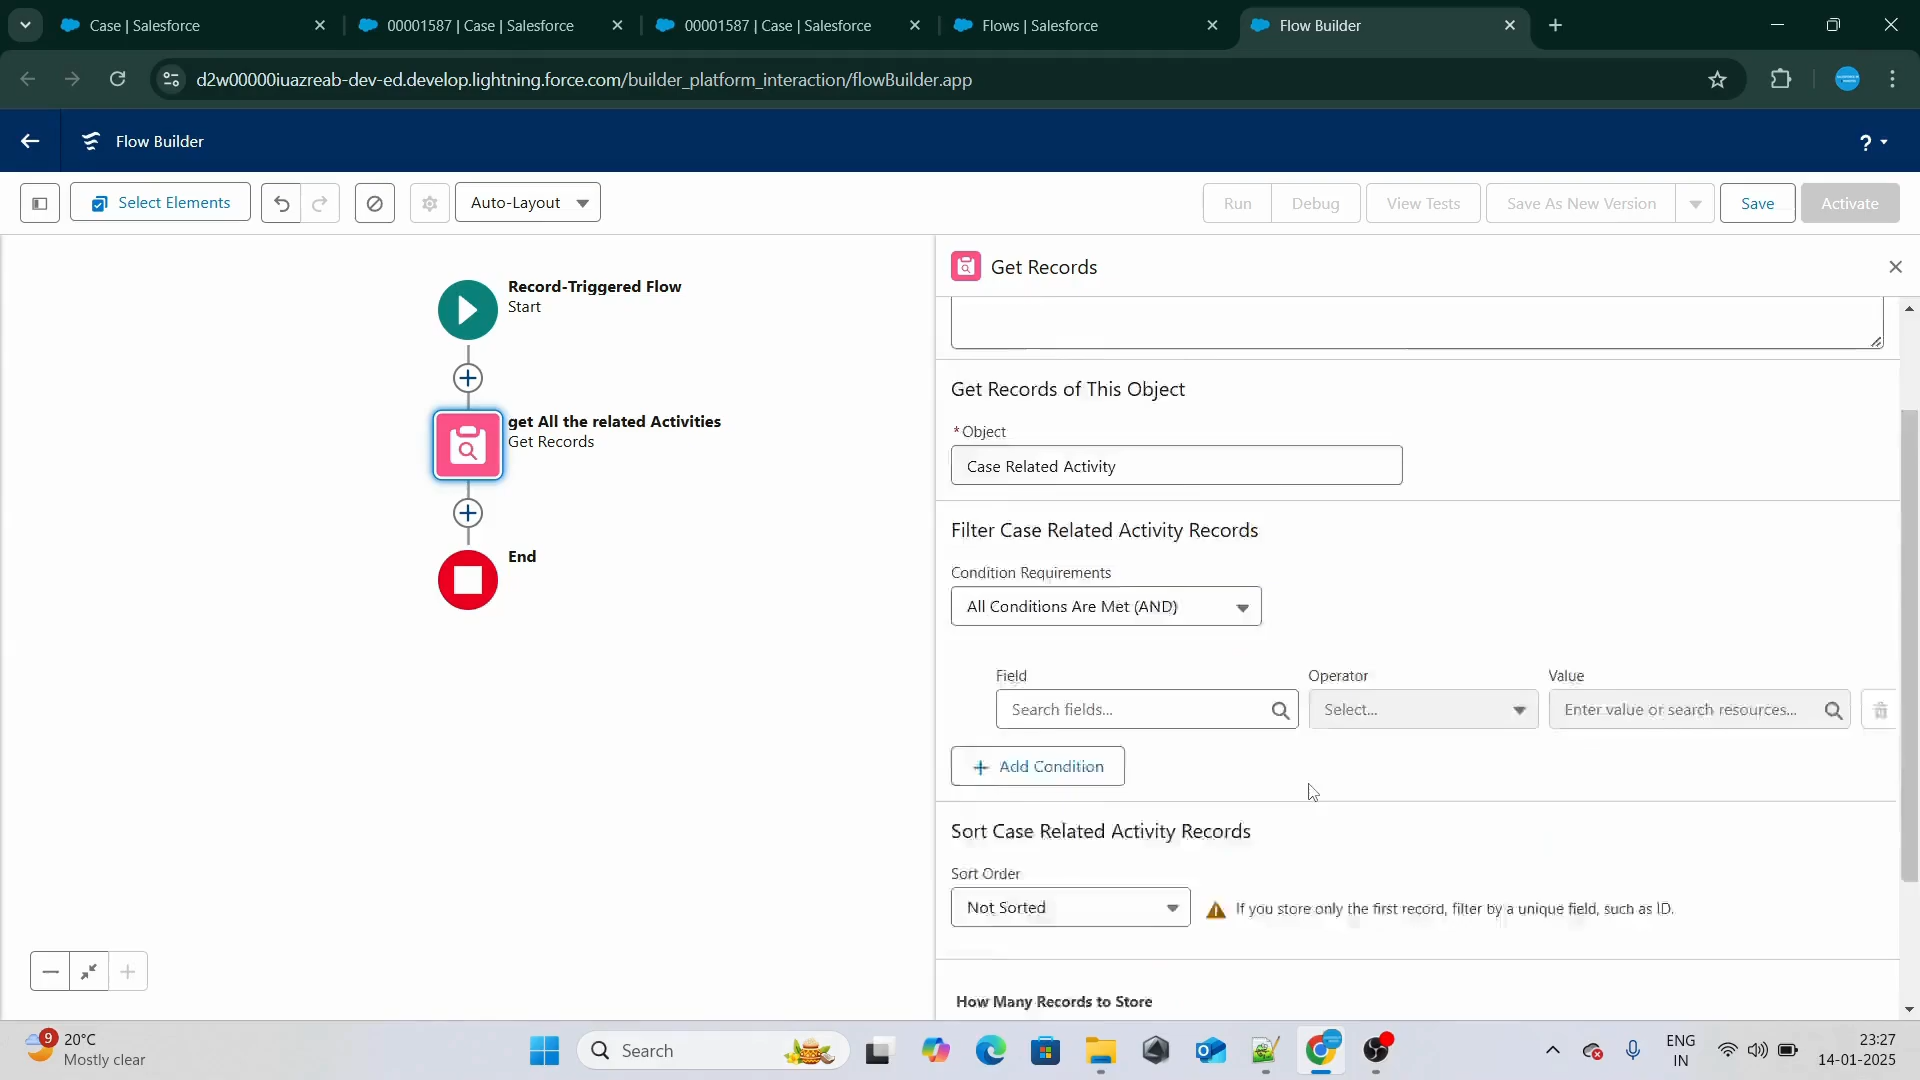 Case | Salesforce
00001587 | Case | Salesforce
00001587 | Case | Salesforce
Flows | Salesforce
Flow Builder
d2w00000iuazreab-dev-ed.develop.lightning.force.com/builder_platform_interaction/flowBuilder.app
Flow Builder
?
Select Elements
Auto-Layout
Run
Debug
View Tests
Save As New Version
Save
Activate
Record-Triggered Flow
Start
get All the related Activities
Get Records
End
Get Records
Get Records of This Object
*Object
Case Related Activity
Filter Case Related Activity Records
Condition Requirements
All Conditions Are Met (AND)
Field
Operator
Value
Search fields...
Select...
Enter value or search resources...
Add Condition
Sort Case Related Activity Records
Sort Order
Not Sorted
If you store only the first record, filter by a unique field, such as ID.
How Many Records to Store
9
20°C
Mostly clear
Search
ENG
IN
23:27
14-01-2025